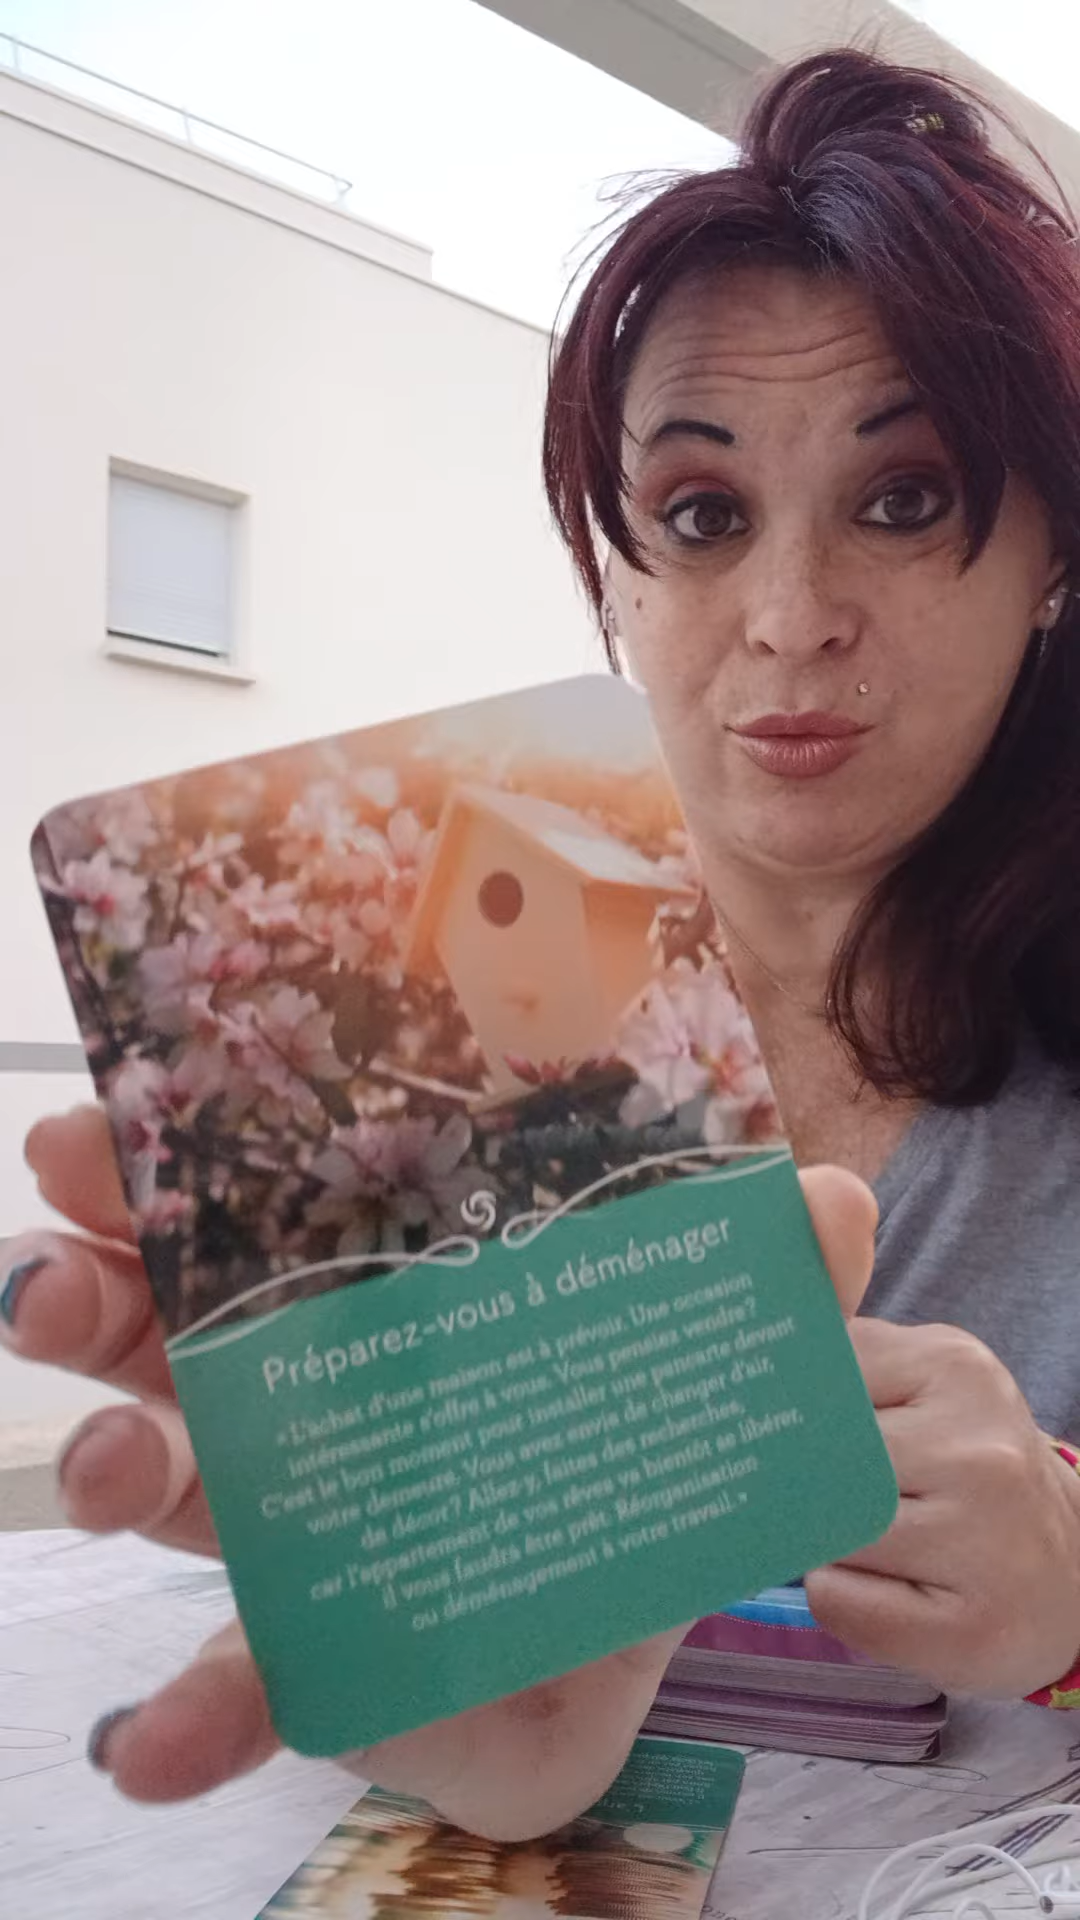 Préparez-vous à déménager
« L'achat d'une maison est à prévoir. Une occasion
intéressante s'offre à vous. Vous pensiez vendre ?
C'est le bon moment pour installer une pancarte devant
votre demeure. Vous avez envie de changer d'air,
de décor ? Allez-y, faites des recherches,
car l'appartement de vos rêves va bientôt se libérer,
il vous faudra être prêt. Réorganisation
ou déménagement à votre travail. »